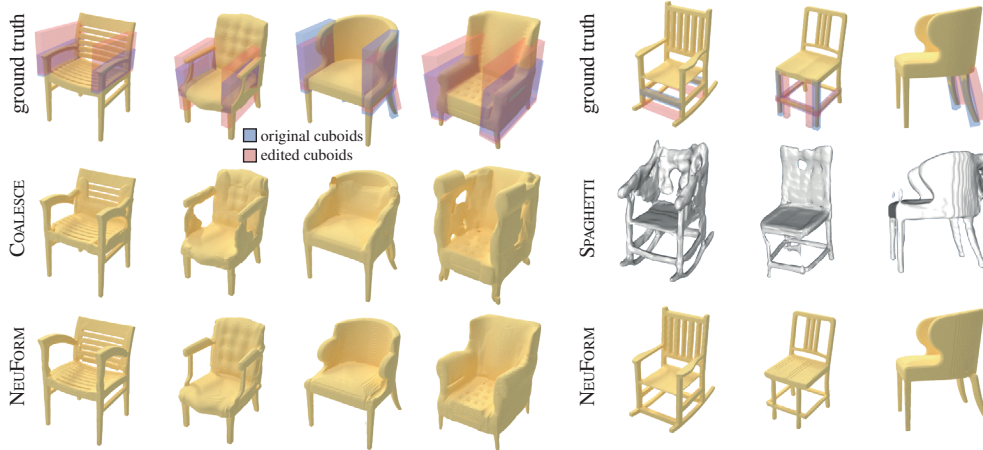 ground truth
original cuboids
edited cuboids
COALESCE
NEUFORM
ground truth
SPAGHETTI
NEUFORM